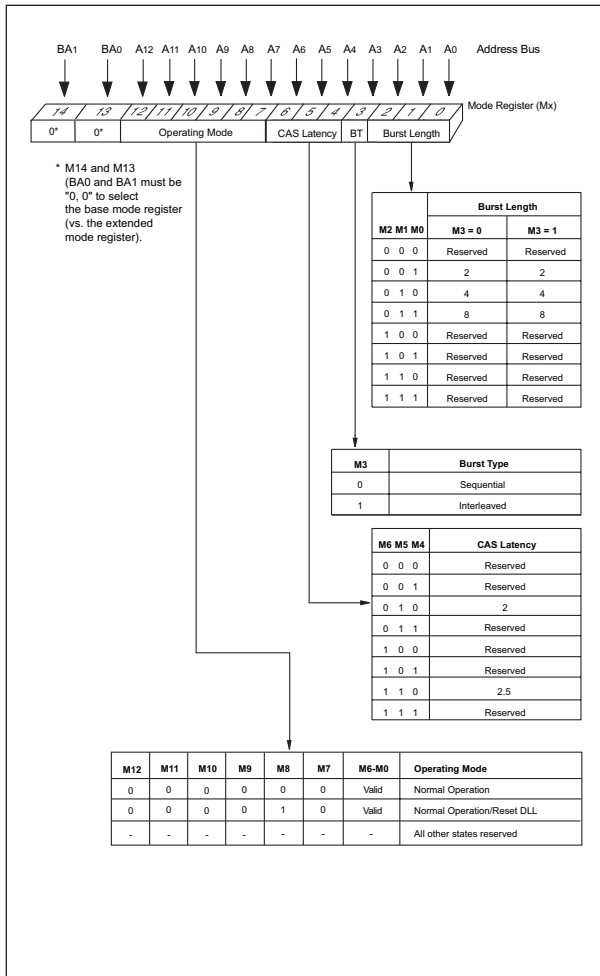 BA1 BA0 A12 A11 A10 A9 A8 A7 A6 A5 A4 A3 A2 A1 A0 Address Bus
14 13 12 11 10 9 8 7 6 5 4 3 2 1 0 Mode Register (Mx)
0* 0* Operating Mode CAS Latency BT Burst Length
* M14 and M13
(BA0 and BA1 must be
"0, 0" to select
the base mode register
(vs. the extended
mode register).
Burst Length
M2 M1 M0 M3 = 0 M3 = 1
0 0 0 Reserved Reserved
0 0 1 2 2
0 1 0 4 4
0 1 1 8 8
1 0 0 Reserved Reserved
1 0 1 Reserved Reserved
1 1 0 Reserved Reserved
1 1 1 Reserved Reserved
M3 Burst Type
0 Sequential
1 Interleaved
M6 M5 M4 CAS Latency
0 0 0 Reserved
0 0 1 Reserved
0 1 0 2
0 1 1 Reserved
1 0 0 Reserved
1 0 1 Reserved
1 1 0 2.5
1 1 1 Reserved
M12 M11 M10 M9 M8 M7 M6-M0 Operating Mode
0 0 0 0 0 0 Valid Normal Operation
0 0 0 0 1 0 Valid Normal Operation/Reset DLL
- - - - - - - All other states reserved